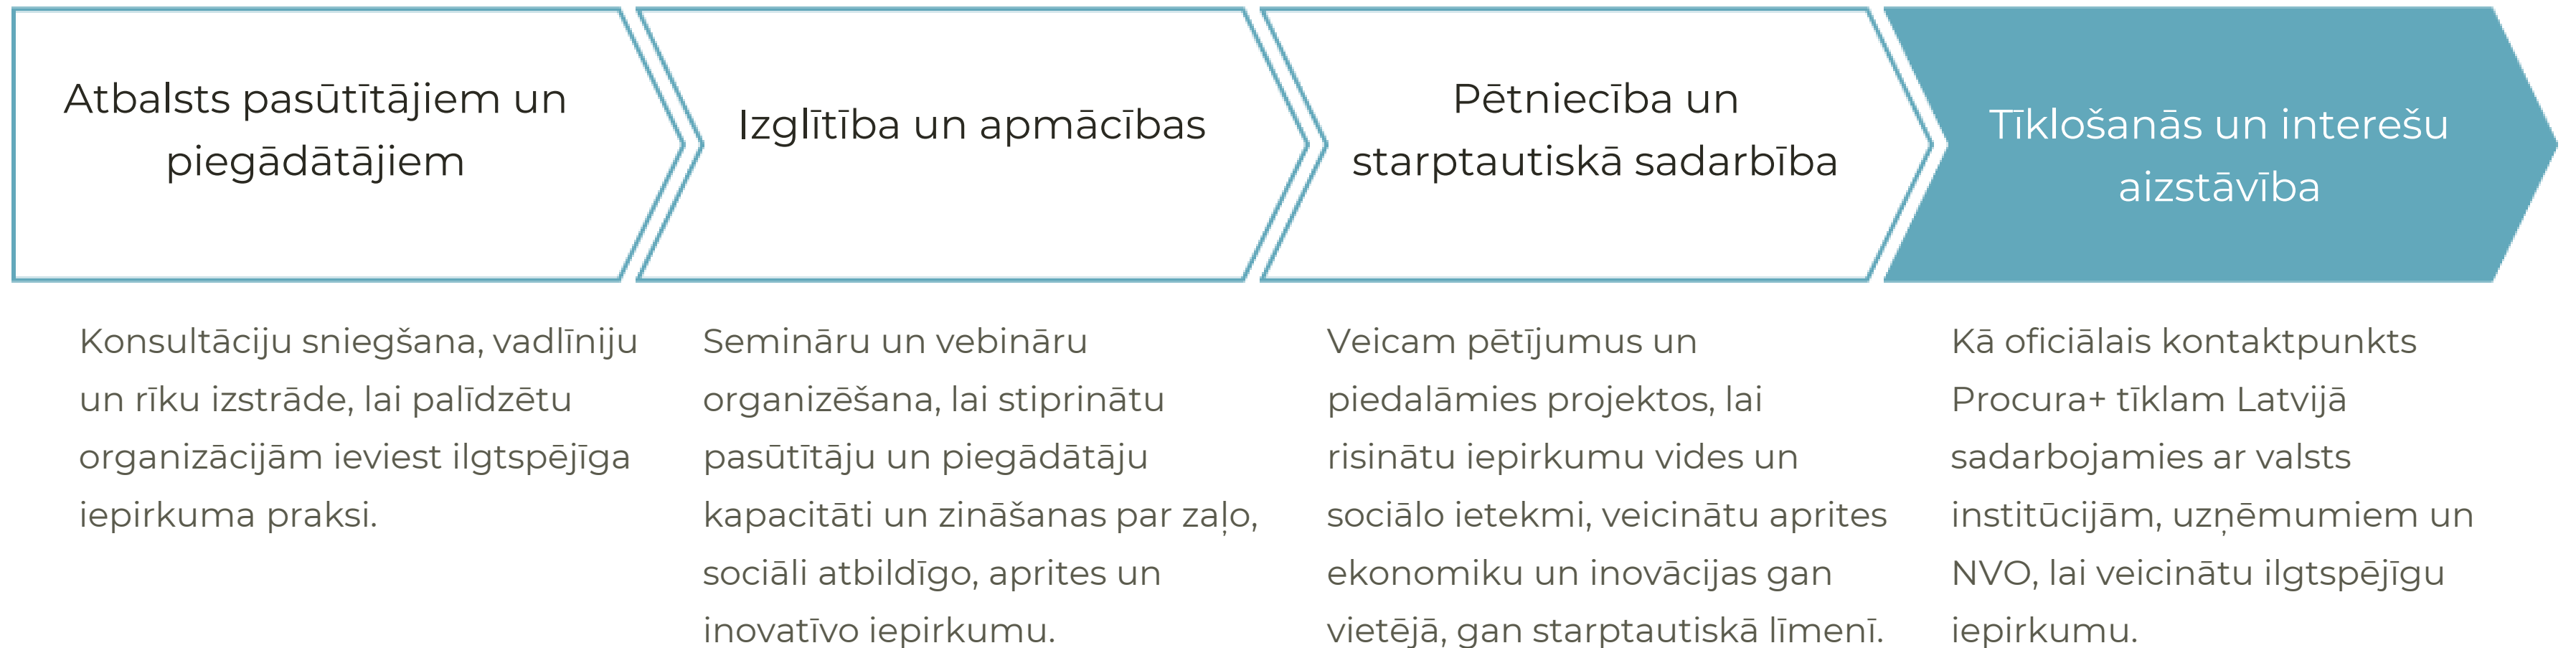 Atbalsts pasūtītājiem un
piegādātājiem
Konsultāciju sniegšana, vadlīniju
un rīku izstrāde, lai palīdzētu
organizācijām ieviest ilgtspējīga
iepirkuma praksi.
Izglītība un apmācības
Semināru un vebināru
organizēšana, lai stiprinātu
pasūtītāju un piegādātāju
kapacitāti un zināšanas par zaļo,
sociāli atbildīgo, aprites un
inovatīvo iepirkumu.
Pētniecība un
starptautiskā sadarbība
Veicam pētījumus un
piedalāmies projektos, lai
risinātu iepirkumu vides un
sociālo ietekmi, veicinātu aprites
ekonomiku un inovācijas gan
vietējā, gan starptautiskā līmenī.
Tīklošanās un interešu
aizstāvība
Kā oficiālais kontaktpunkts
Procura+ tīklam Latvijā
sadarbojamies ar valsts
institūcijām, uzņēmumiem un
NVO, lai veicinātu ilgtspējīgu
iepirkumu.